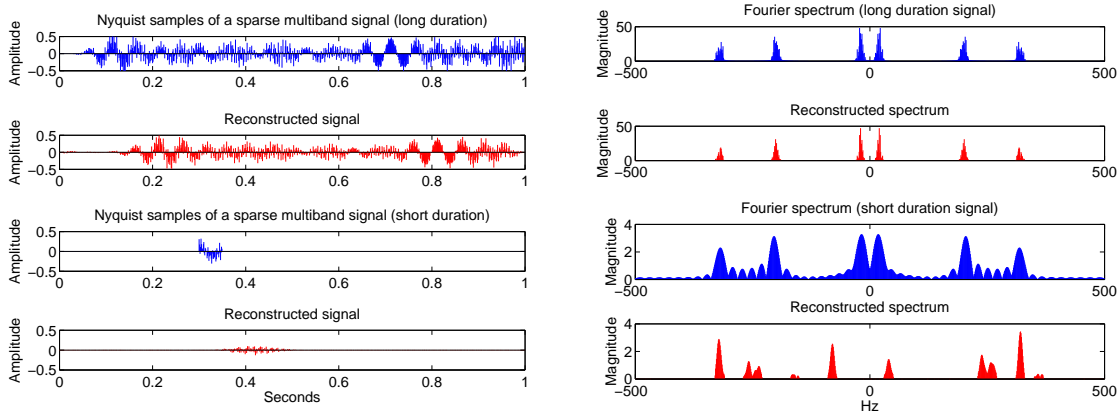 Nyquist samples of a sparse multiband signal (long duration)
Amplitude
0.5
0
−0.5
0 0.2 0.4 0.6 0.8 1
Reconstructed signal
Amplitude
0.5
0
−0.5
0 0.2 0.4 0.6 0.8 1
Nyquist samples of a sparse multiband signal (short duration)
Amplitude
0.5
0
−0.5
0 0.2 0.4 0.6 0.8 1
Reconstructed signal
Amplitude
0.5
0
−0.5
0 0.2 0.4 0.6 0.8 1
Seconds
Fourier spectrum (long duration signal)
Magnitude
50
0
−500 0 500
Reconstructed spectrum
Magnitude
50
0
−500 0 500
Fourier spectrum (short duration signal)
Magnitude
4
2
0
−500 0 500
Reconstructed spectrum
Magnitude
4
2
0
−500 0 500
Hz